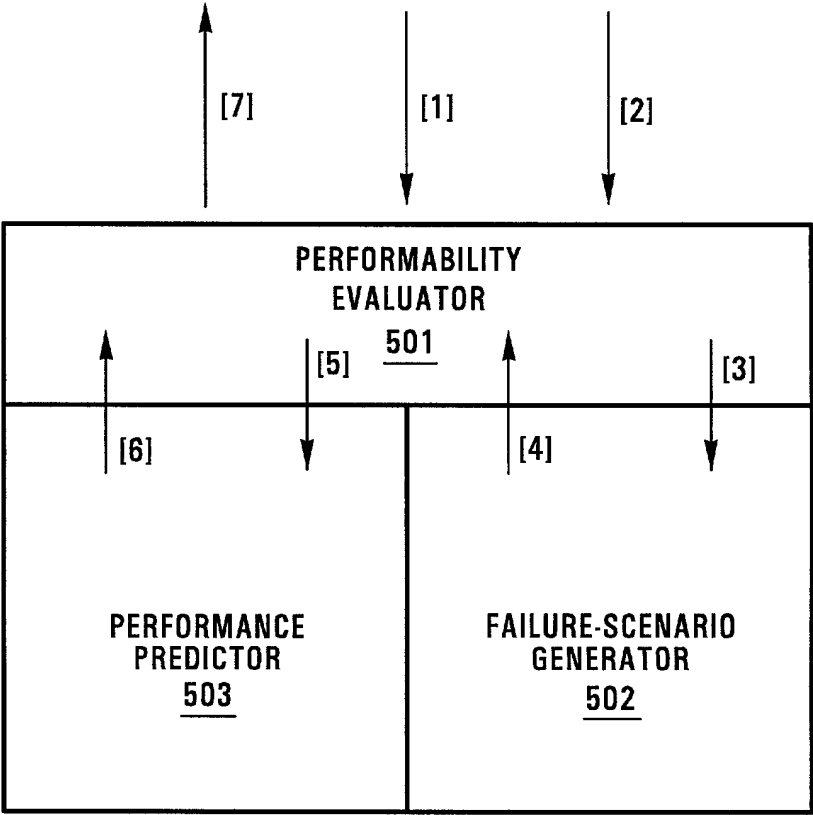 [7] [1] [2]
PERFORMABILITY
EVALUATOR
501
[5] [3]
[6] [4]
PERFORMANCE
PREDICTOR
503
FAILURE-SCENARIO
GENERATOR
502